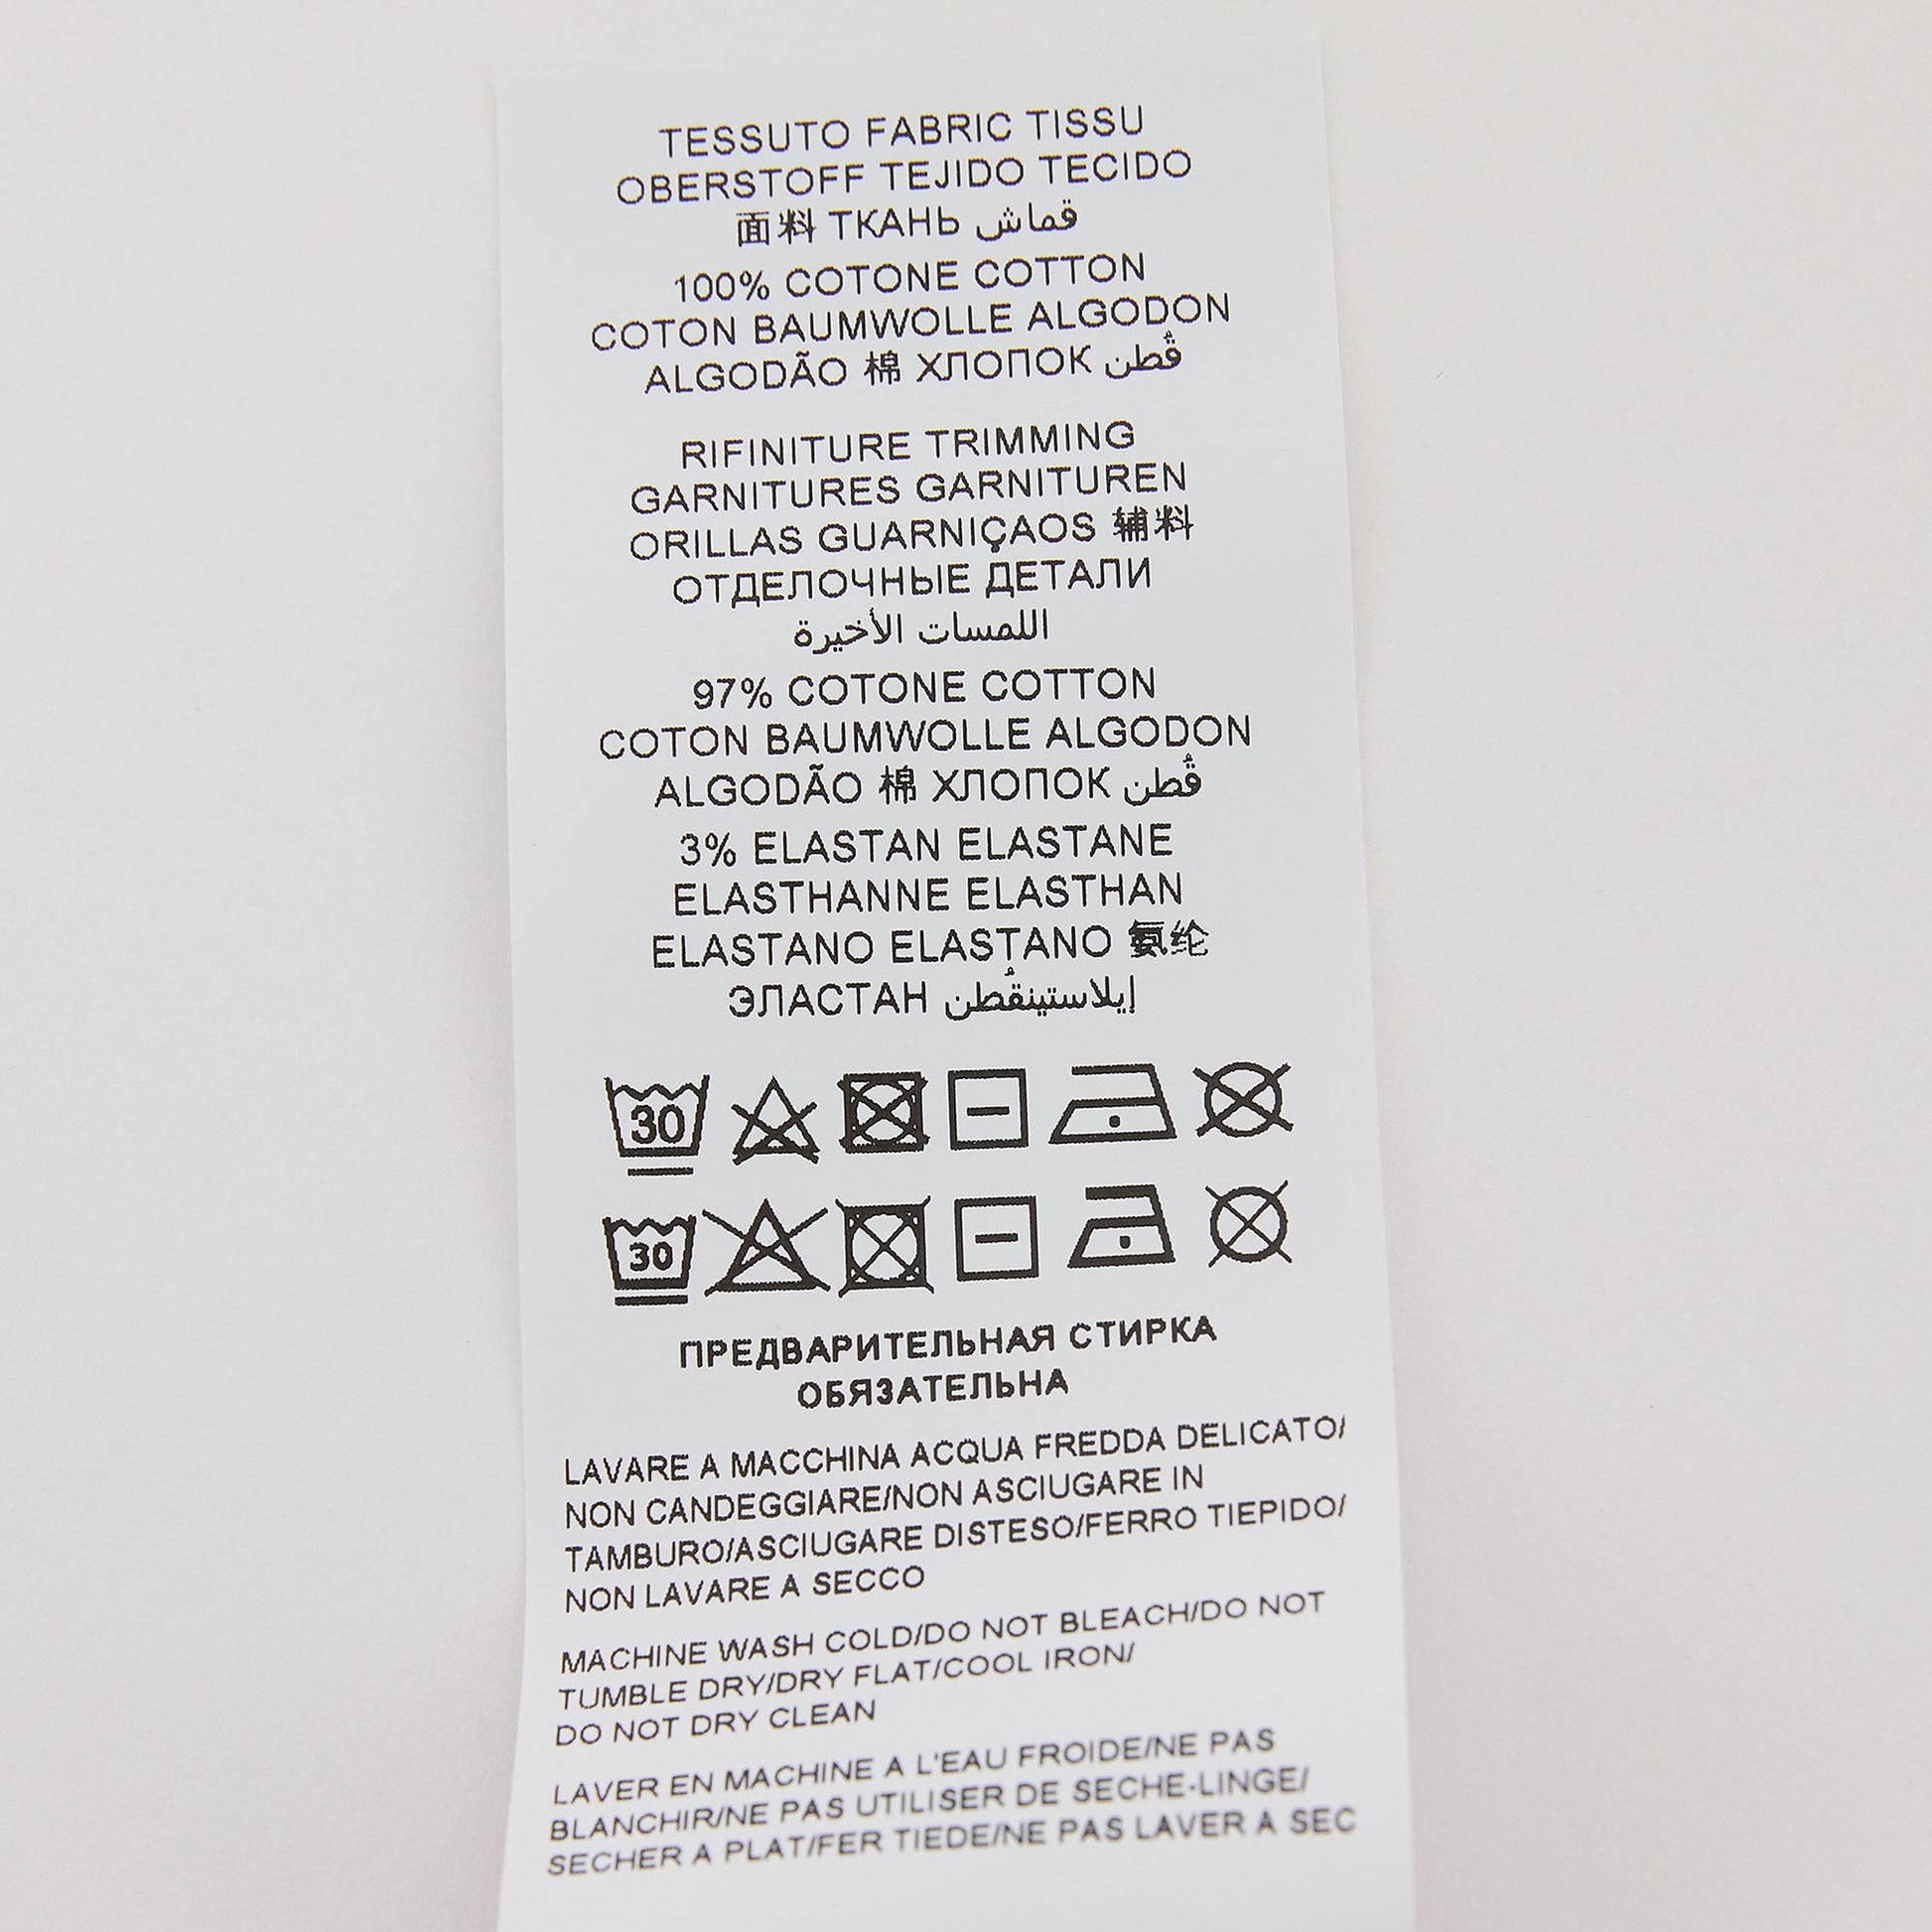 TESSUTO FABRIC TISSU
OBERSTOFF TEJIDO TECIDO
面料 ТКАНЬ قماش
100% COTONE COTTON
COTON BAUMWOLLE ALGODON
ALGODÃO 棉 ХЛОПОК قُطن
RIFINITURE TRIMMING
GARNITURES GARNITUREN
ORILLAS GUARNIÇAOS 辅料
ОТДЕЛОЧНЫЕ ДЕТАЛИ
اللمسات الأخيرة
97% COTONE COTTON
COTON BAUMWOLLE ALGODON
ALGODÃO 棉 ХЛОПОК قُطن
3% ELASTAN ELASTANE
ELASTHANNE ELASTHAN
ELASTANO ELASTANO 氨纶
ЭЛАСТАН إيلاستينقُطن
30
30
ПРЕДВАРИТЕЛЬНАЯ СТИРКА
ОБЯЗАТЕЛЬНА
LAVARE A MACCHINA ACQUA FREDDA DELICATO/
NON CANDEGGIARE/NON ASCIUGARE IN
TAMBURO/ASCIUGARE DISTESO/FERRO TIEPIDO/
NON LAVARE A SECCO
MACHINE WASH COLD/DO NOT BLEACH/DO NOT
TUMBLE DRY/DRY FLAT/COOL IRON/
DO NOT DRY CLEAN
LAVER EN MACHINE A L'EAU FROIDE/NE PAS
BLANCHIR/NE PAS UTILISER DE SECHE-LINGE/
SECHER A PLAT/FER TIEDE/NE PAS LAVER A SEC